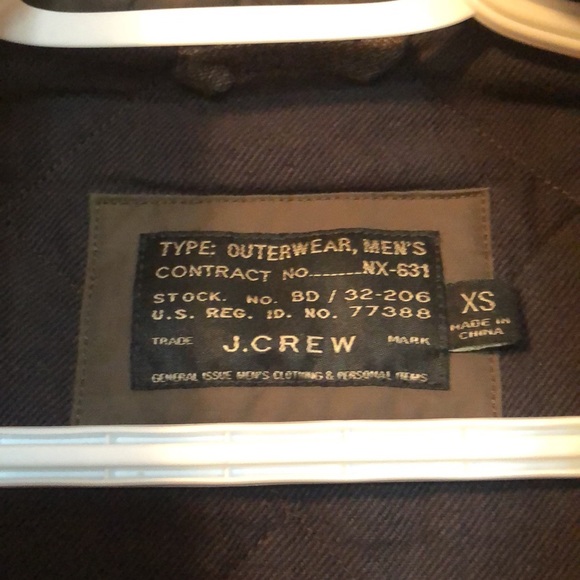 TYPE: OUTERWEAR, MEN'S
CONTRACT NO.......NX-631
STOCK. NO. BD / 32-206
U.S. REG. ID. NO. 77388
TRADE J.CREW MARK
GENERAL ISSUE MEN'S CLOTHING & PERSONAL ITEMS
XS
MADE IN
CHINA